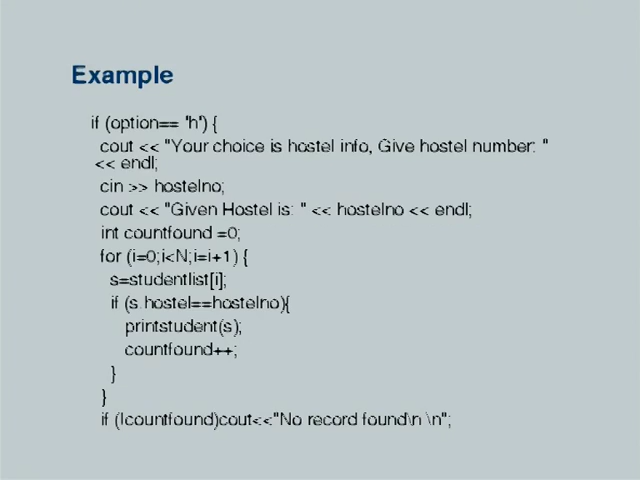 Example
if (option== 'h') {
cout << "Your choice is hostel info, Give hostel number: "
<< endl;
cin >> hostelno;
cout << "Given Hostel is: " << hostelno << endl;
int countfound =0;
for (i=0;i<N;i=i+1) {
s=studentlist[i];
if (s.hostel==hostelno){
printstudent(s);
countfound++;
}
}
if (!countfound)cout<<"No record found\n \n";